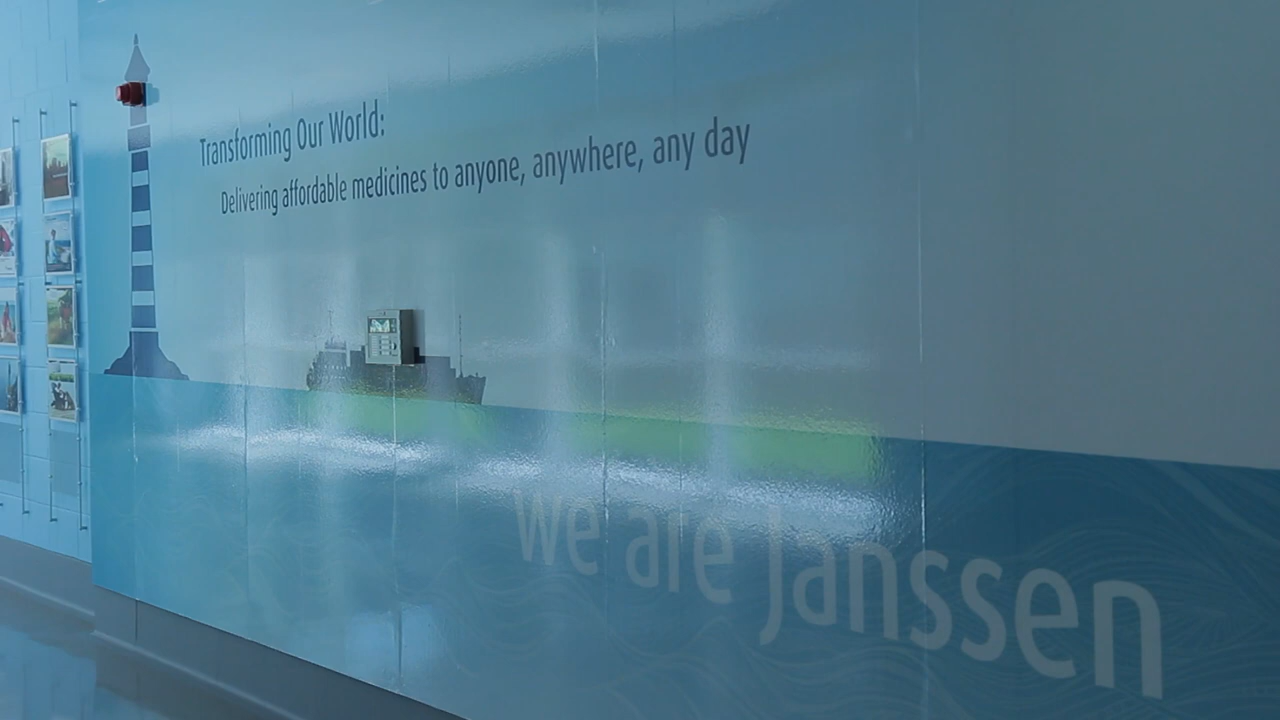 Transforming Our World:
Delivering affordable medicines to anyone, anywhere, any day
we are Janssen